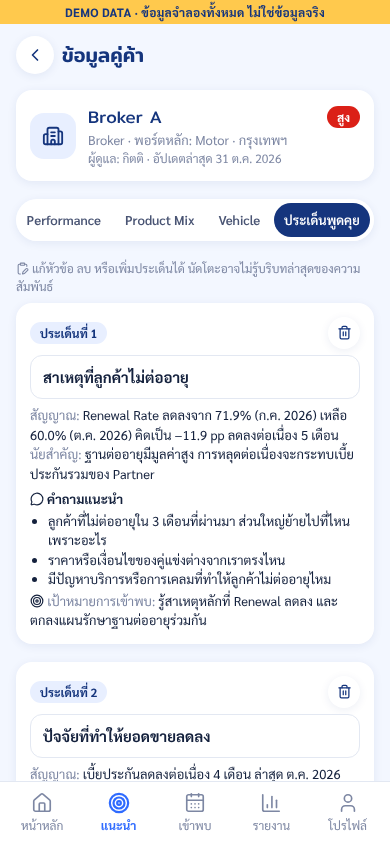 DEMO DATA · ข้อมูลจำลองทั้งหมด ไม่ใช่ข้อมูลจริง
ข้อมูลคู่ค้า
Broker A
สูง
Broker · พอร์ตหลัก: Motor · กรุงเทพฯ
ผู้ดูแล: กิตติ · อัปเดตล่าสุด 31 ต.ค. 2026
Performance
Product Mix
Vehicle
ประเด็นพูดคุย
แก้หัวข้อ ลบ หรือเพิ่มประเด็นได้ นัดโตะอาจไม่รู้บริบทล่าสุดของความ
สัมพันธ์
ประเด็นที่ 1
สาเหตุที่ลูกค้าไม่ต่ออายุ
สัญญาณ: Renewal Rate ลดลงจาก 71.9% (ก.ค. 2026) เหลือ
60.0% (ต.ค. 2026) คิดเป็น −11.9 pp ลดลงต่อเนื่อง 5 เดือน
นัยสำคัญ: ฐานต่ออายุมีมูลค่าสูง การหลุดต่อเนื่องจะกระทบเบี้ย
ประกันรวมของ Partner
คำถามแนะนำ
• ลูกค้าที่ไม่ต่ออายุใน 3 เดือนที่ผ่านมา ส่วนใหญ่ย้ายไปที่ไหน
เพราะอะไร
• ราคาหรือเงื่อนไขของคู่แข่งต่างจากเราตรงไหน
• มีปัญหาบริการหรือการเคลมที่ทำให้ลูกค้าไม่ต่ออายุไหม
เป้าหมายการเข้าพบ: รู้สาเหตุหลักที่ Renewal ลดลง และ
ตกลงแผนรักษาฐานต่ออายุร่วมกัน
ประเด็นที่ 2
ปัจจัยที่ทำให้ยอดขายลดลง
สัญญาณ: เบี้ยประกันลดลงต่อเนื่อง 4 เดือน ล่าสุด ต.ค. 2026
หน้าหลัก
แนะนำ
เข้าพบ
รายงาน
โปรไฟล์